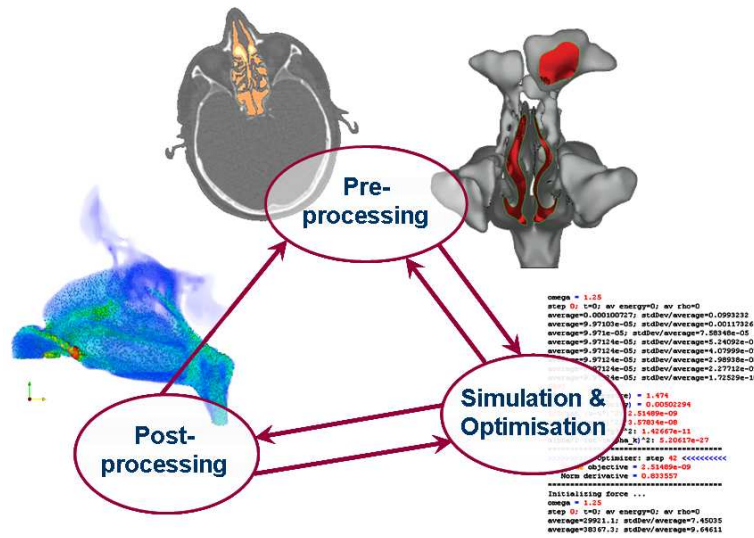 Pre-
processing
omega = 1.25
step 0; t=0; av energy=0; av rho=0
average=0.000100727; stdDev/average=0.0993232
average=9.97103e-05; stdDev/average=0.00117326
average=9.971e-05; stdDev/average=7.58348e-05
average=9.97124e-05; stdDev/average=5.24092e-0
average=9.97124e-05; stdDev/average=4.07999e-0
average=9.97124e-05; stdDev/average=2.98938e-0
=9.97124e-05; stdDev/average=2.27712e-0
stdDev/average=1.72529e-1
= 1.474
= 0.00502294
2.51489e-09
3.57834e-08
^2: 1.42667e-11
)^2: 5.20617e-27
Simulation &
Optimisation
Post-
processing
optimizer: step 42 <<<<<<<<<<
objective = 2.51489e-09
Norm derivative = 0.833557
Initializing force ...
omega = 1.25
step 0; t=0; av energy=0; av rho=0
average=29921.1; stdDev/average=7.45035
average=38367.3; stdDev/average=9.64611